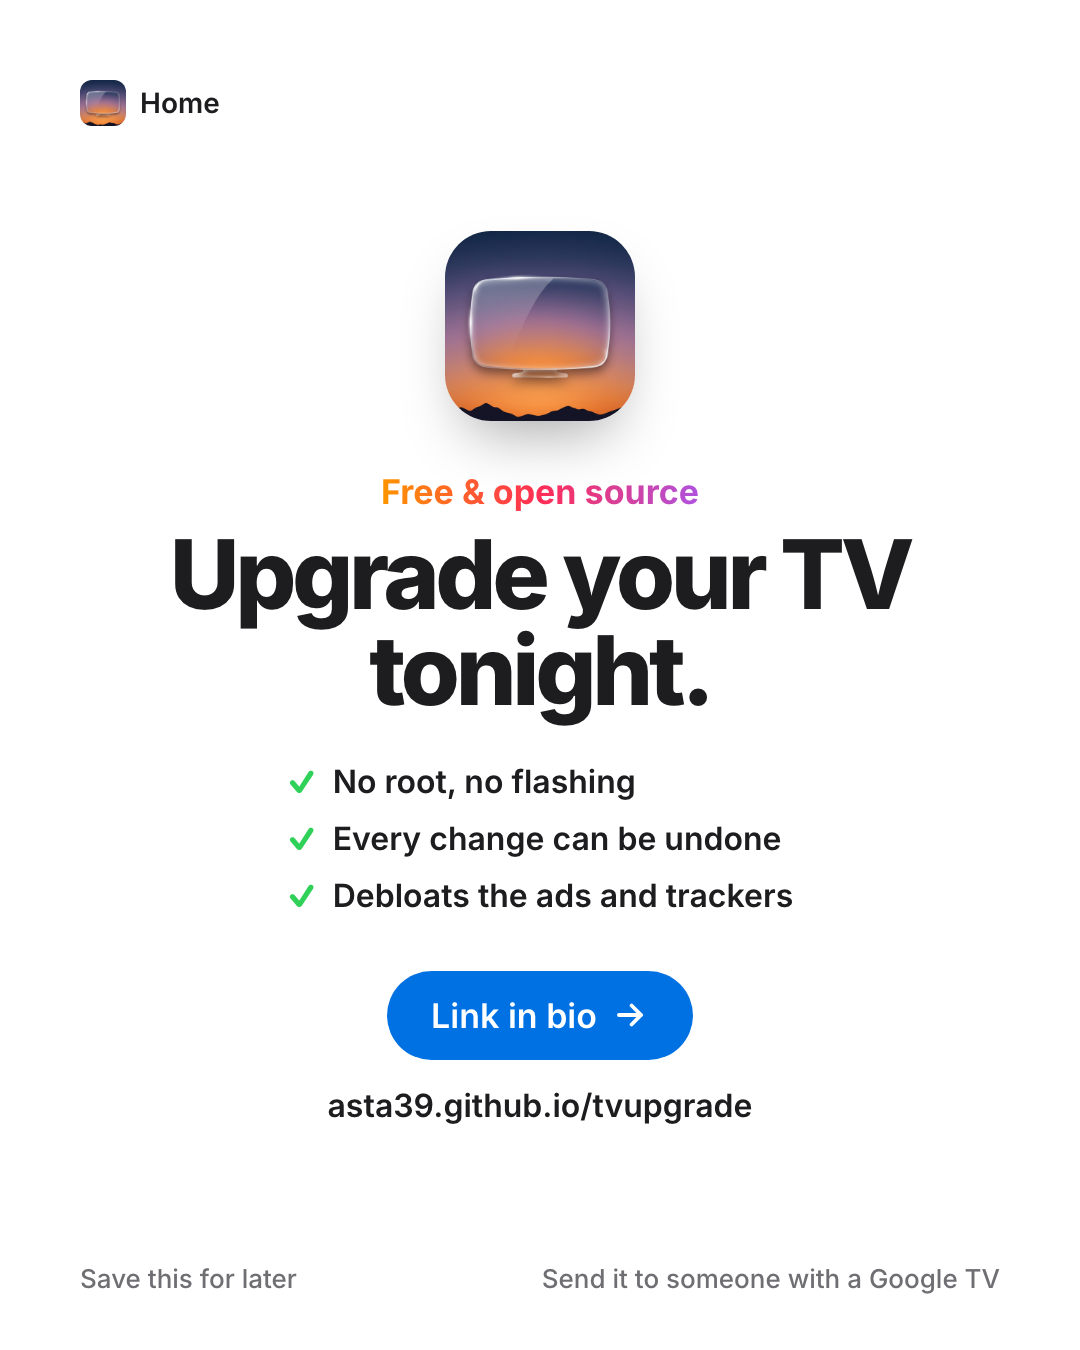 Home
Free & open source
Upgrade your TV
tonight.
No root, no flashing
Every change can be undone
Debloats the ads and trackers
Link in bio →
asta39.github.io/tvupgrade
Save this for later
Send it to someone with a Google TV